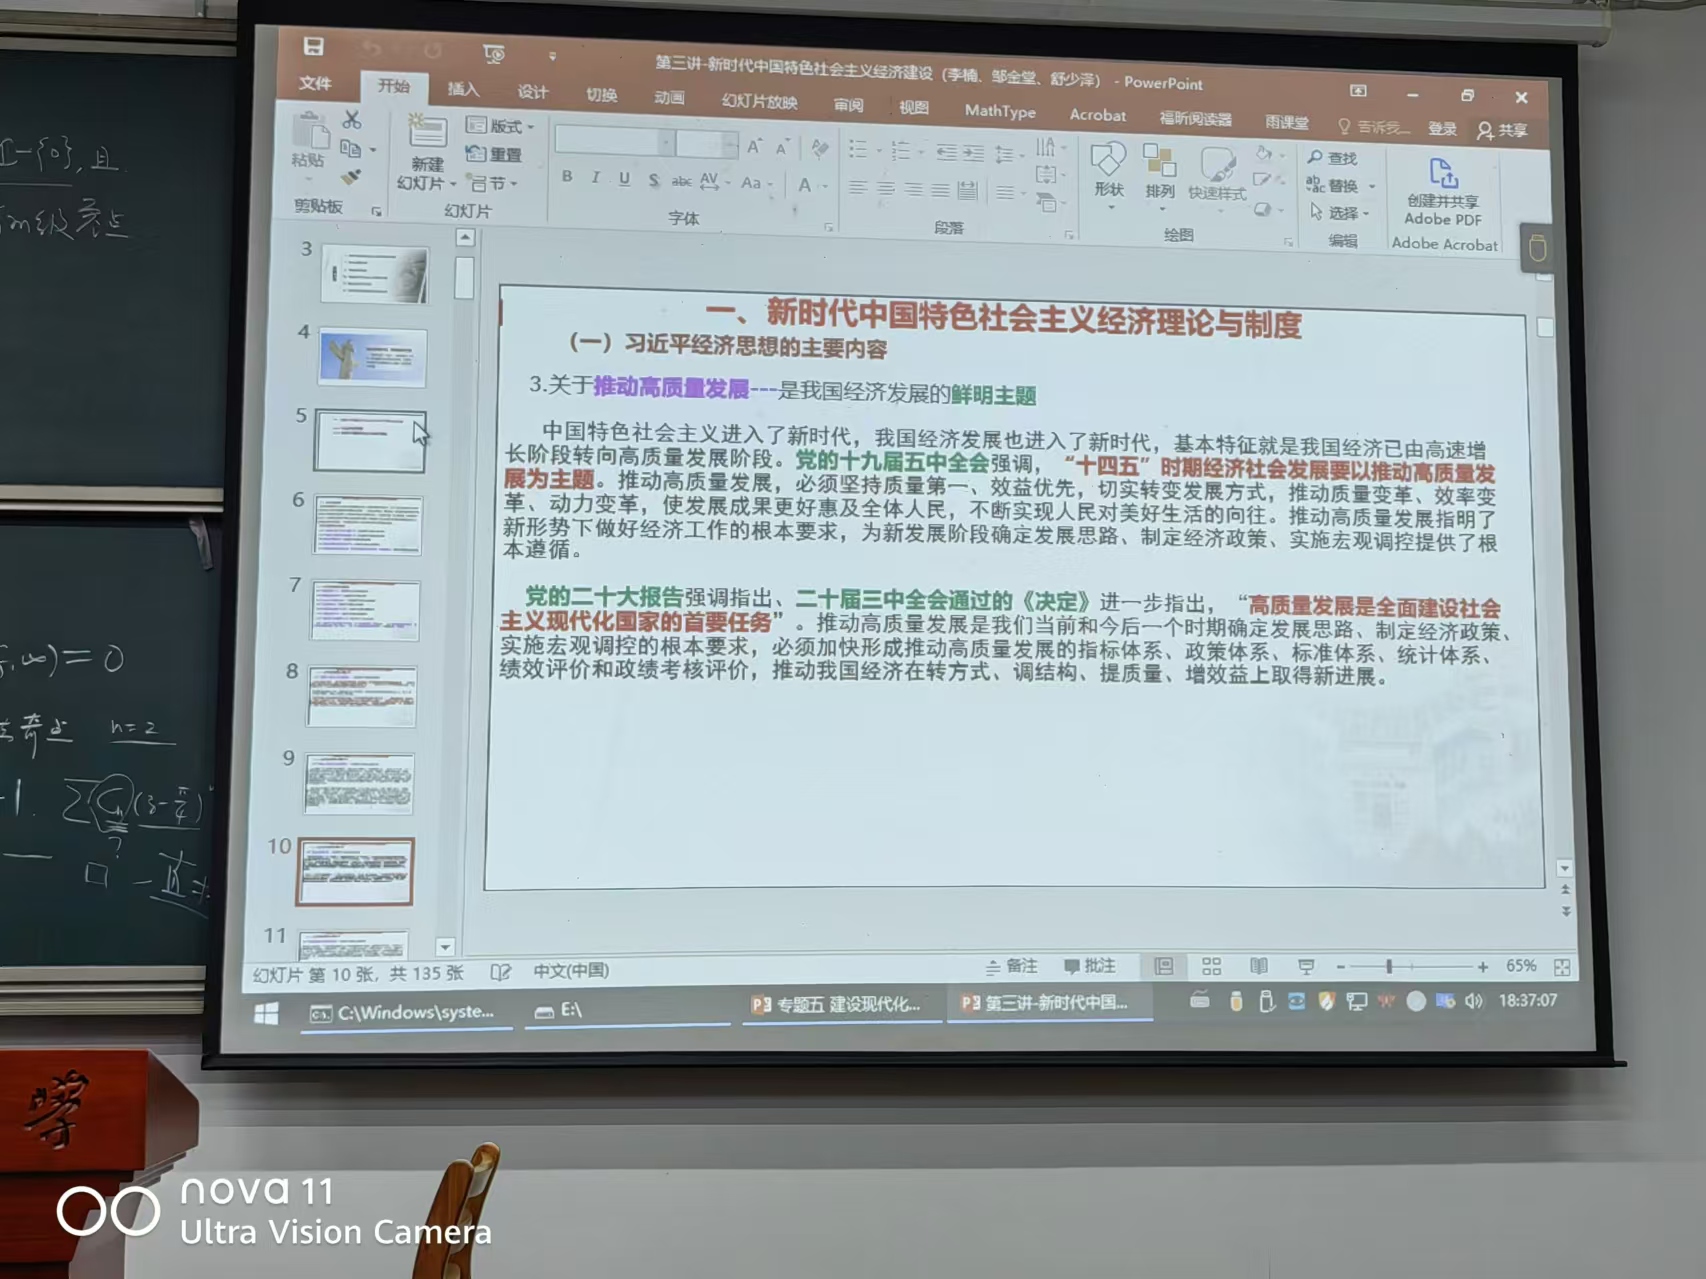 第三讲-新时代中国特色社会主义经济建设（李楠、邹金堂、舒少泽） - PowerPoint
文件 开始 插入 设计 切换 动画 幻灯片放映 审阅 视图 MathType Acrobat 福昕阅读器 雨课堂 告诉我... 登录 共享
粘贴
剪贴板
新建
幻灯片
版式
重置
节
幻灯片
B I U S abc AV Aa A
字体
段落
形状 排列 快速样式
绘图
查找
替换
选择
编辑
创建并共享
Adobe PDF
Adobe Acrobat
3
4
5
6
7
8
9
10
11
一、新时代中国特色社会主义经济理论与制度
（一）习近平经济思想的主要内容
3.关于推动高质量发展---是我国经济发展的鲜明主题
中国特色社会主义进入了新时代，我国经济发展也进入了新时代，基本特征就是我国经济已由高速增
长阶段转向高质量发展阶段。党的十九届五中全会强调，“十四五”时期经济社会发展要以推动高质量发
展为主题。推动高质量发展，必须坚持质量第一、效益优先，切实转变发展方式，推动质量变革、效率变
革、动力变革，使发展成果更好惠及全体人民，不断实现人民对美好生活的向往。推动高质量发展指明了
新形势下做好经济工作的根本要求，为新发展阶段确定发展思路、制定经济政策、实施宏观调控提供了根
本遵循。
党的二十大报告强调指出、二十届三中全会通过的《决定》进一步指出，“高质量发展是全面建设社会
主义现代化国家的首要任务”。推动高质量发展是我们当前和今后一个时期确定发展思路、制定经济政策、
实施宏观调控的根本要求，必须加快形成推动高质量发展的指标体系、政策体系、标准体系、统计体系、
绩效评价和政绩考核评价，推动我国经济在转方式、调结构、提质量、增效益上取得新进展。
幻灯片 第 10 张，共 135 张 中文(中国) 备注 批注 65%
C:\Windows\syste... E:\ 专题五 建设现代化... 第三讲-新时代中国... 18:37:07
n=2
学
nova 11
Ultra Vision Camera